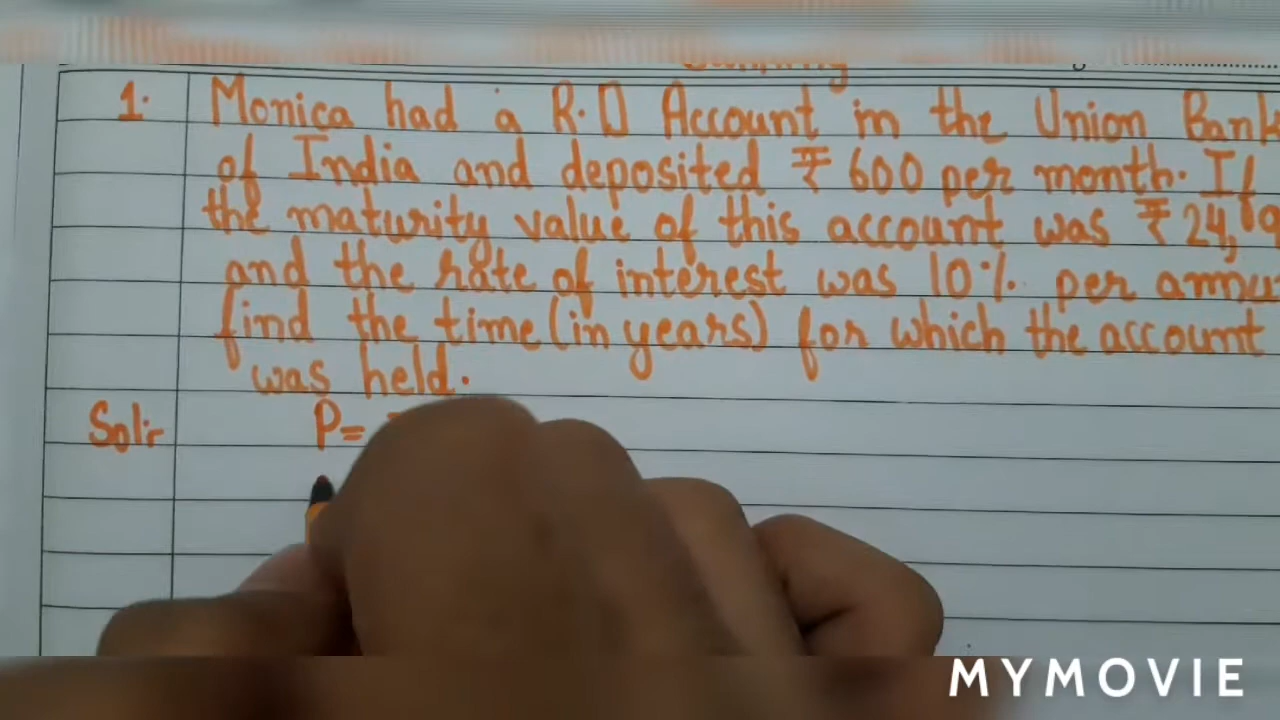 1. Monica had a R.D Account in the Union Bank
of India and deposited ₹ 600 per month. If
the maturity value of this account was ₹ 24,
and the rate of interest was 10%. per annu
find the time (in years) for which the account
was held.
Sol:- P=
MYMOVIE